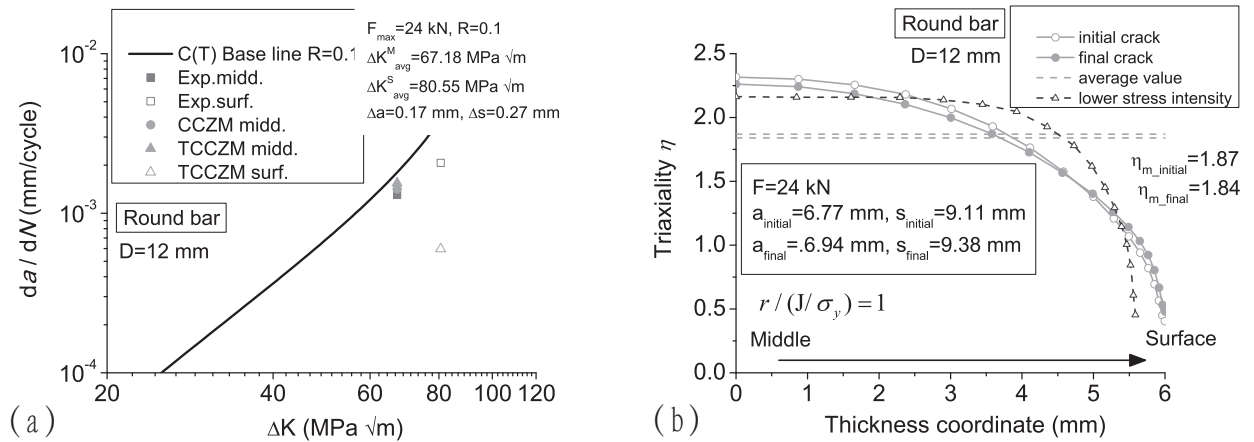 F_max=24 kN, R=0.1
ΔK^M_avg=67.18 MPa √m
ΔK^S_avg=80.55 MPa √m
Δa=0.17 mm, Δs=0.27 mm
C(T) Base line R=0.1
Exp.midd.
Exp.surf.
CCZM midd.
TCCZM midd.
TCCZM surf.
Round bar
D=12 mm
10^-2
10^-3
10^-4
da / dN (mm/cycle)
20 40 60 80 100 120
ΔK (MPa √m)
(a)
Round bar
D=12 mm
initial crack
final crack
average value
lower stress intensity
η_m_initial=1.87
η_m_final=1.84
F=24 kN
a_initial=6.77 mm, s_initial=9.11 mm
a_final=.6.94 mm, s_final=9.38 mm
r / (J/ σ_y) = 1
Middle
Surface
2.5
2.0
1.5
1.0
0.5
0.0
Triaxiality η
0 1 2 3 4 5 6
Thickness coordinate (mm)
(b)